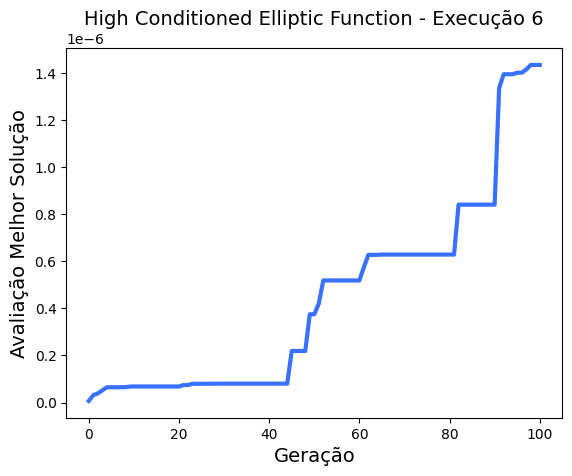 High Conditioned Elliptic Function - Execução 6
1e−6
1.4
1.2
1.0
0.8
0.6
0.4
0.2
0.0
Avaliação Melhor Solução
0 20 40 60 80 100
Geração